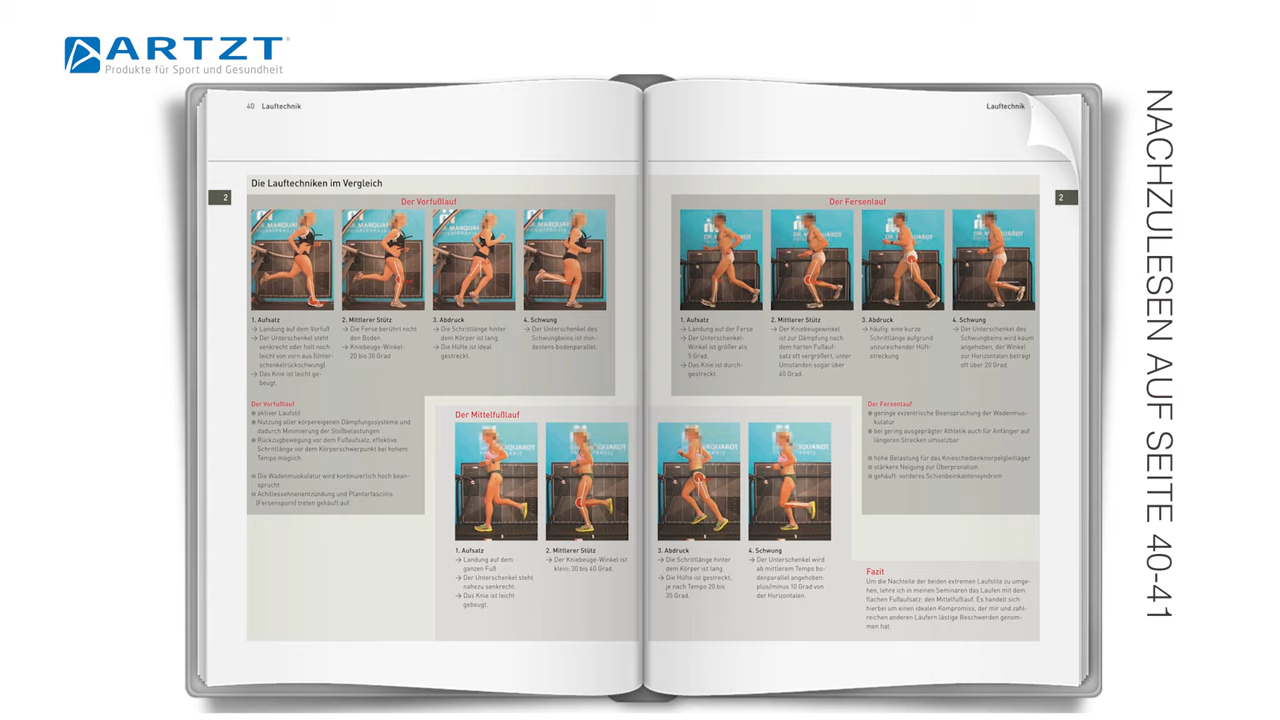 ARTZT
Produkte für Sport und Gesundheit
NACHZULESEN AUF SEITE 40-41
40 Lauftechnik
Lauftechnik
2
2
Die Lauftechniken im Vergleich
Der Vorfußlauf
1. Aufsatz
→ Landung auf dem Vorfuß
→ Der Unterschenkel steht
senkrecht oder holt noch
leicht von vorn aus (Unter-
schenkelrückschwung).
→ Das Knie ist leicht ge-
beugt.
2. Mittlerer Stütz
→ Die Ferse berührt nicht
den Boden.
→ Kniebeuge-Winkel:
20 bis 30 Grad
3. Abdruck
→ Die Schrittlänge hinter
dem Körper ist lang.
→ Die Hüfte ist ideal
gestreckt.
4. Schwung
→ Der Unterschenkel des
Schwungbeins ist min-
destens bodenparallel.
Der Vorfußlauf
⊕ aktiver Laufstil
⊕ Nutzung aller körpereigenen Dämpfungssysteme und
dadurch Minimierung der Stoßbelastungen
⊕ Rückzugbewegung vor dem Fußaufsatz, effektive
Schrittlänge vor dem Körperschwerpunkt bei hohem
Tempo möglich
⊖ Die Wadenmuskulatur wird kontinuierlich hoch bean-
sprucht.
⊖ Achillessehnenentzündung und Plantarfasciitis
(Fersensporn) treten gehäuft auf.
Der Mittelfußlauf
1. Aufsatz
→ Landung auf dem
ganzen Fuß
→ Der Unterschenkel steht
nahezu senkrecht.
→ Das Knie ist leicht
gebeugt.
2. Mittlerer Stütz
→ Der Kniebeuge-Winkel ist
klein: 30 bis 40 Grad.
3. Abdruck
→ Die Schrittlänge hinter
dem Körper ist lang.
→ Die Hüfte ist gestreckt,
je nach Tempo 20 bis
35 Grad.
4. Schwung
→ Der Unterschenkel wird
ab mittlerem Tempo bo-
denparallel angehoben:
plus/minus 10 Grad von
der Horizontalen.
Der Fersenlauf
1. Aufsatz
→ Landung auf der Ferse
→ Der Unterschenkel-
Winkel ist größer als
5 Grad.
→ Das Knie ist durch-
gestreckt.
2. Mittlerer Stütz
→ Der Kniebeugewinkel
ist zur Dämpfung nach
dem harten Fußauf-
satz oft vergrößert, unter
Umständen sogar über
40 Grad.
3. Abdruck
→ häufig: eine kurze
Schrittlänge aufgrund
unzureichender Hüft-
streckung
4. Schwung
→ Der Unterschenkel des
Schwungbeins wird kaum
angehoben, der Winkel
zur Horizontalen beträgt
oft über 20 Grad.
Der Fersenlauf
⊕ geringe exzentrische Beanspruchung der Wadenmus-
kulatur
⊕ bei gering ausgeprägter Athletik auch für Anfänger auf
längeren Strecken umsetzbar
⊖ hohe Belastung für das Kniescheibenknorpelgleitlager
⊖ stärkere Neigung zur Überpronation
⊖ gehäuft: vorderes Schienbeinkantensyndrom
Fazit
Um die Nachteile der beiden extremen Laufstile zu umge-
hen, lehre ich in meinen Seminaren das Laufen mit dem
flachen Fußaufsatz: den Mittelfußlauf. Es handelt sich
hierbei um einen idealen Kompromiss, der mir und zahl-
reichen anderen Läufern lästige Beschwerden genom-
men hat.